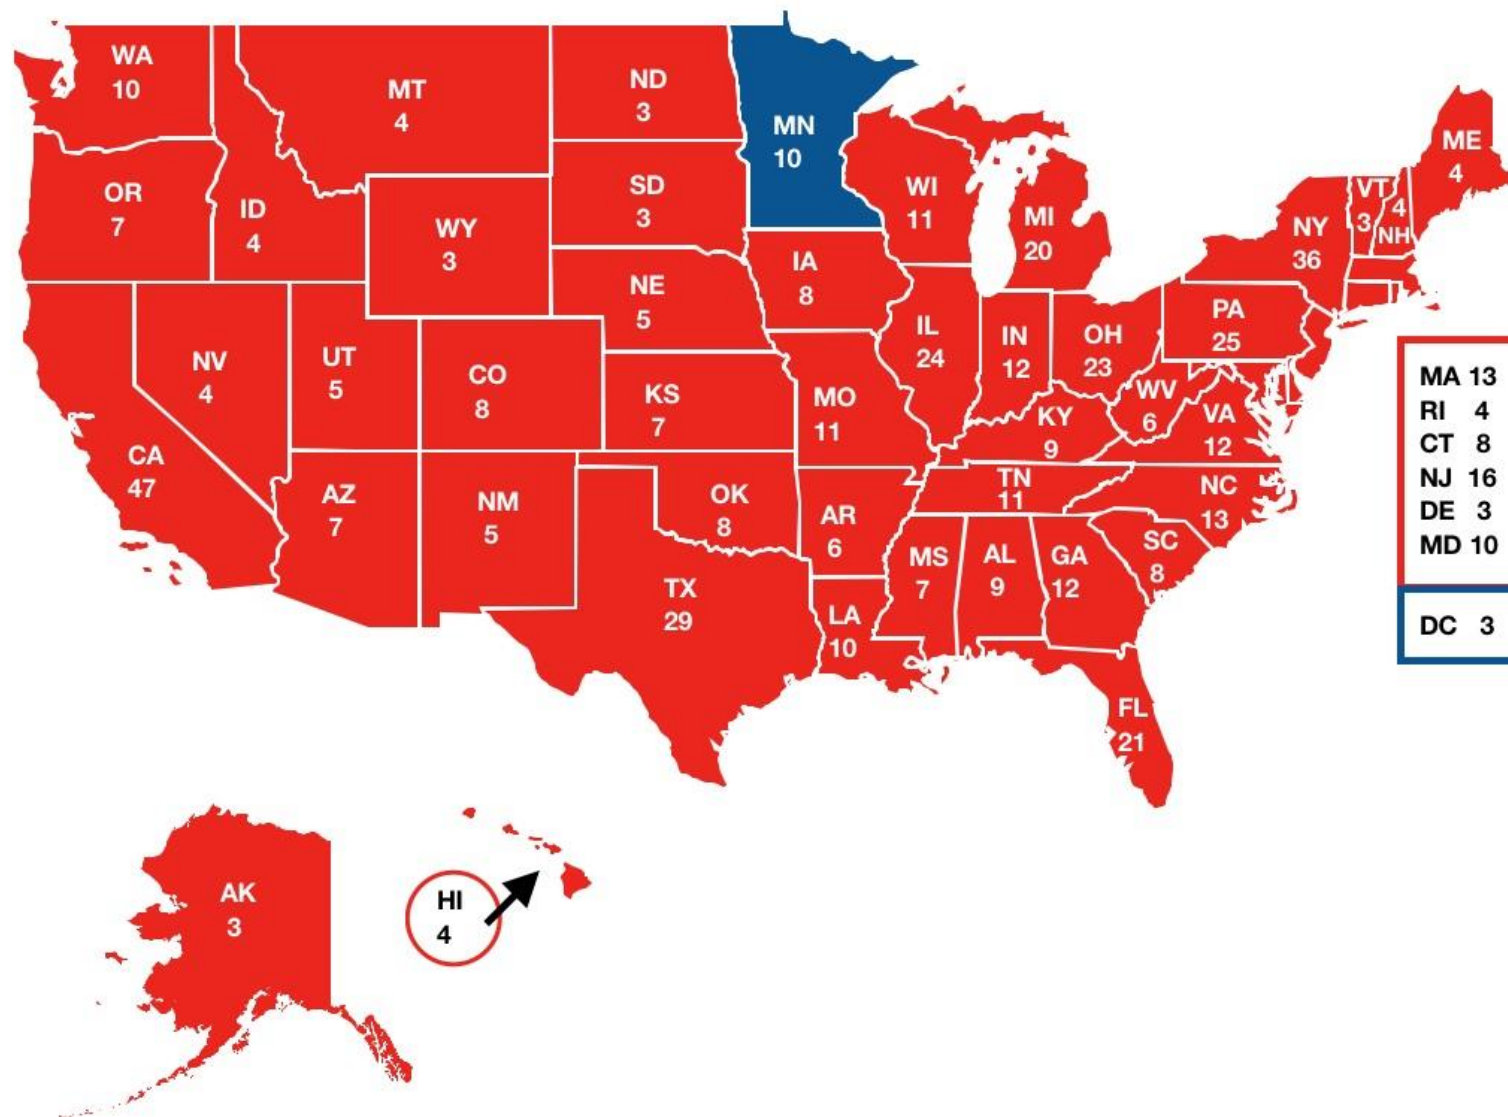 WA
10
MT
4
ND
3
MN
10
ME
4
OR
7
ID
4
WY
3
SD
3
WI
11
MI
20
NY
36
VT
3
4
NH
IA
8
NE
5
PA
25
NV
4
UT
5
CO
8
KS
7
MO
11
IL
24
IN
12
OH
23
WV
6
VA
12
KY
9
CA
47
AZ
7
NM
5
OK
8
AR
6
TN
11
NC
13
SC
8
MS
7
AL
9
GA
12
TX
29
LA
10
FL
21
MA 13
RI 4
CT 8
NJ 16
DE 3
MD 10
DC 3
AK
3
HI
4